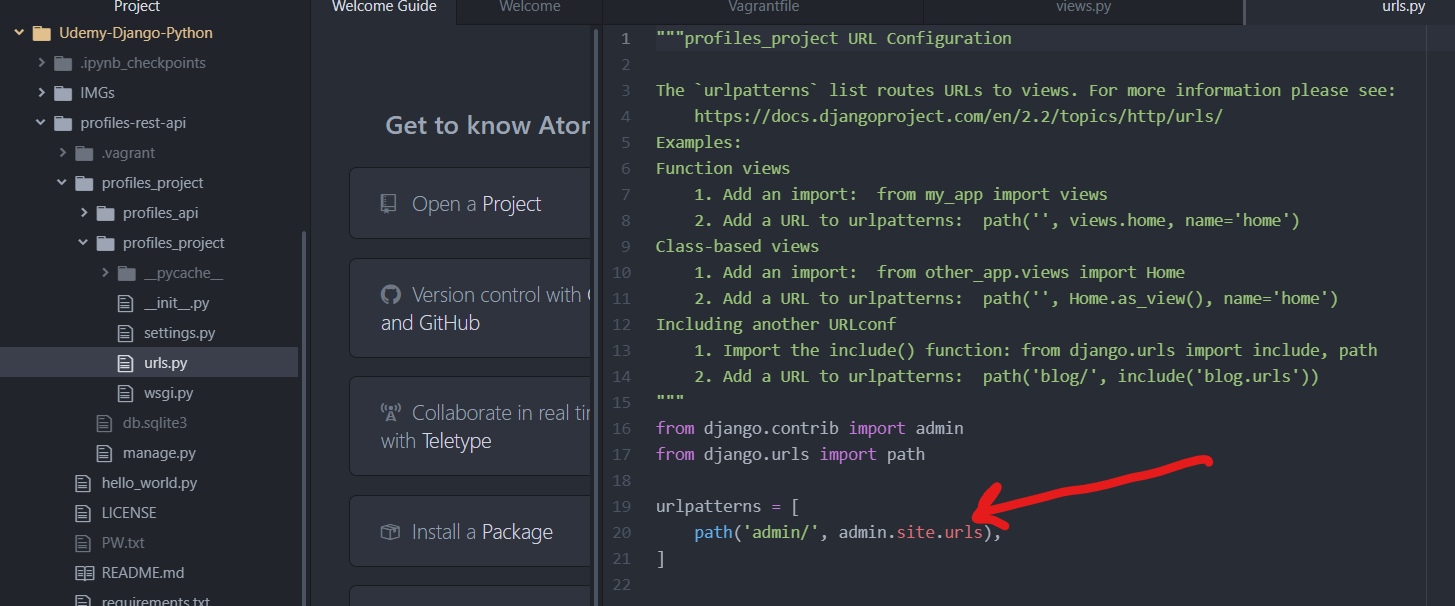 Project
Udemy-Django-Python
.ipynb_checkpoints
IMGs
profiles-rest-api
.vagrant
profiles_project
profiles_api
profiles_project
__pycache__
__init__.py
settings.py
urls.py
wsgi.py
db.sqlite3
manage.py
hello_world.py
LICENSE
PW.txt
README.md
requirements.txt
Welcome Guide
Welcome
Get to know Ator
Open a Project
Version control with
and GitHub
Collaborate in real tir
with Teletype
Install a Package
Vagrantfile
views.py
urls.py
1 """profiles_project URL Configuration
2
3 The `urlpatterns` list routes URLs to views. For more information please see:
4     https://docs.djangoproject.com/en/2.2/topics/http/urls/
5 Examples:
6 Function views
7     1. Add an import:  from my_app import views
8     2. Add a URL to urlpatterns:  path('', views.home, name='home')
9 Class-based views
10     1. Add an import:  from other_app.views import Home
11     2. Add a URL to urlpatterns:  path('', Home.as_view(), name='home')
12 Including another URLconf
13     1. Import the include() function: from django.urls import include, path
14     2. Add a URL to urlpatterns:  path('blog/', include('blog.urls'))
15 """
16 from django.contrib import admin
17 from django.urls import path
18
19 urlpatterns = [
20     path('admin/', admin.site.urls),
21 ]
22